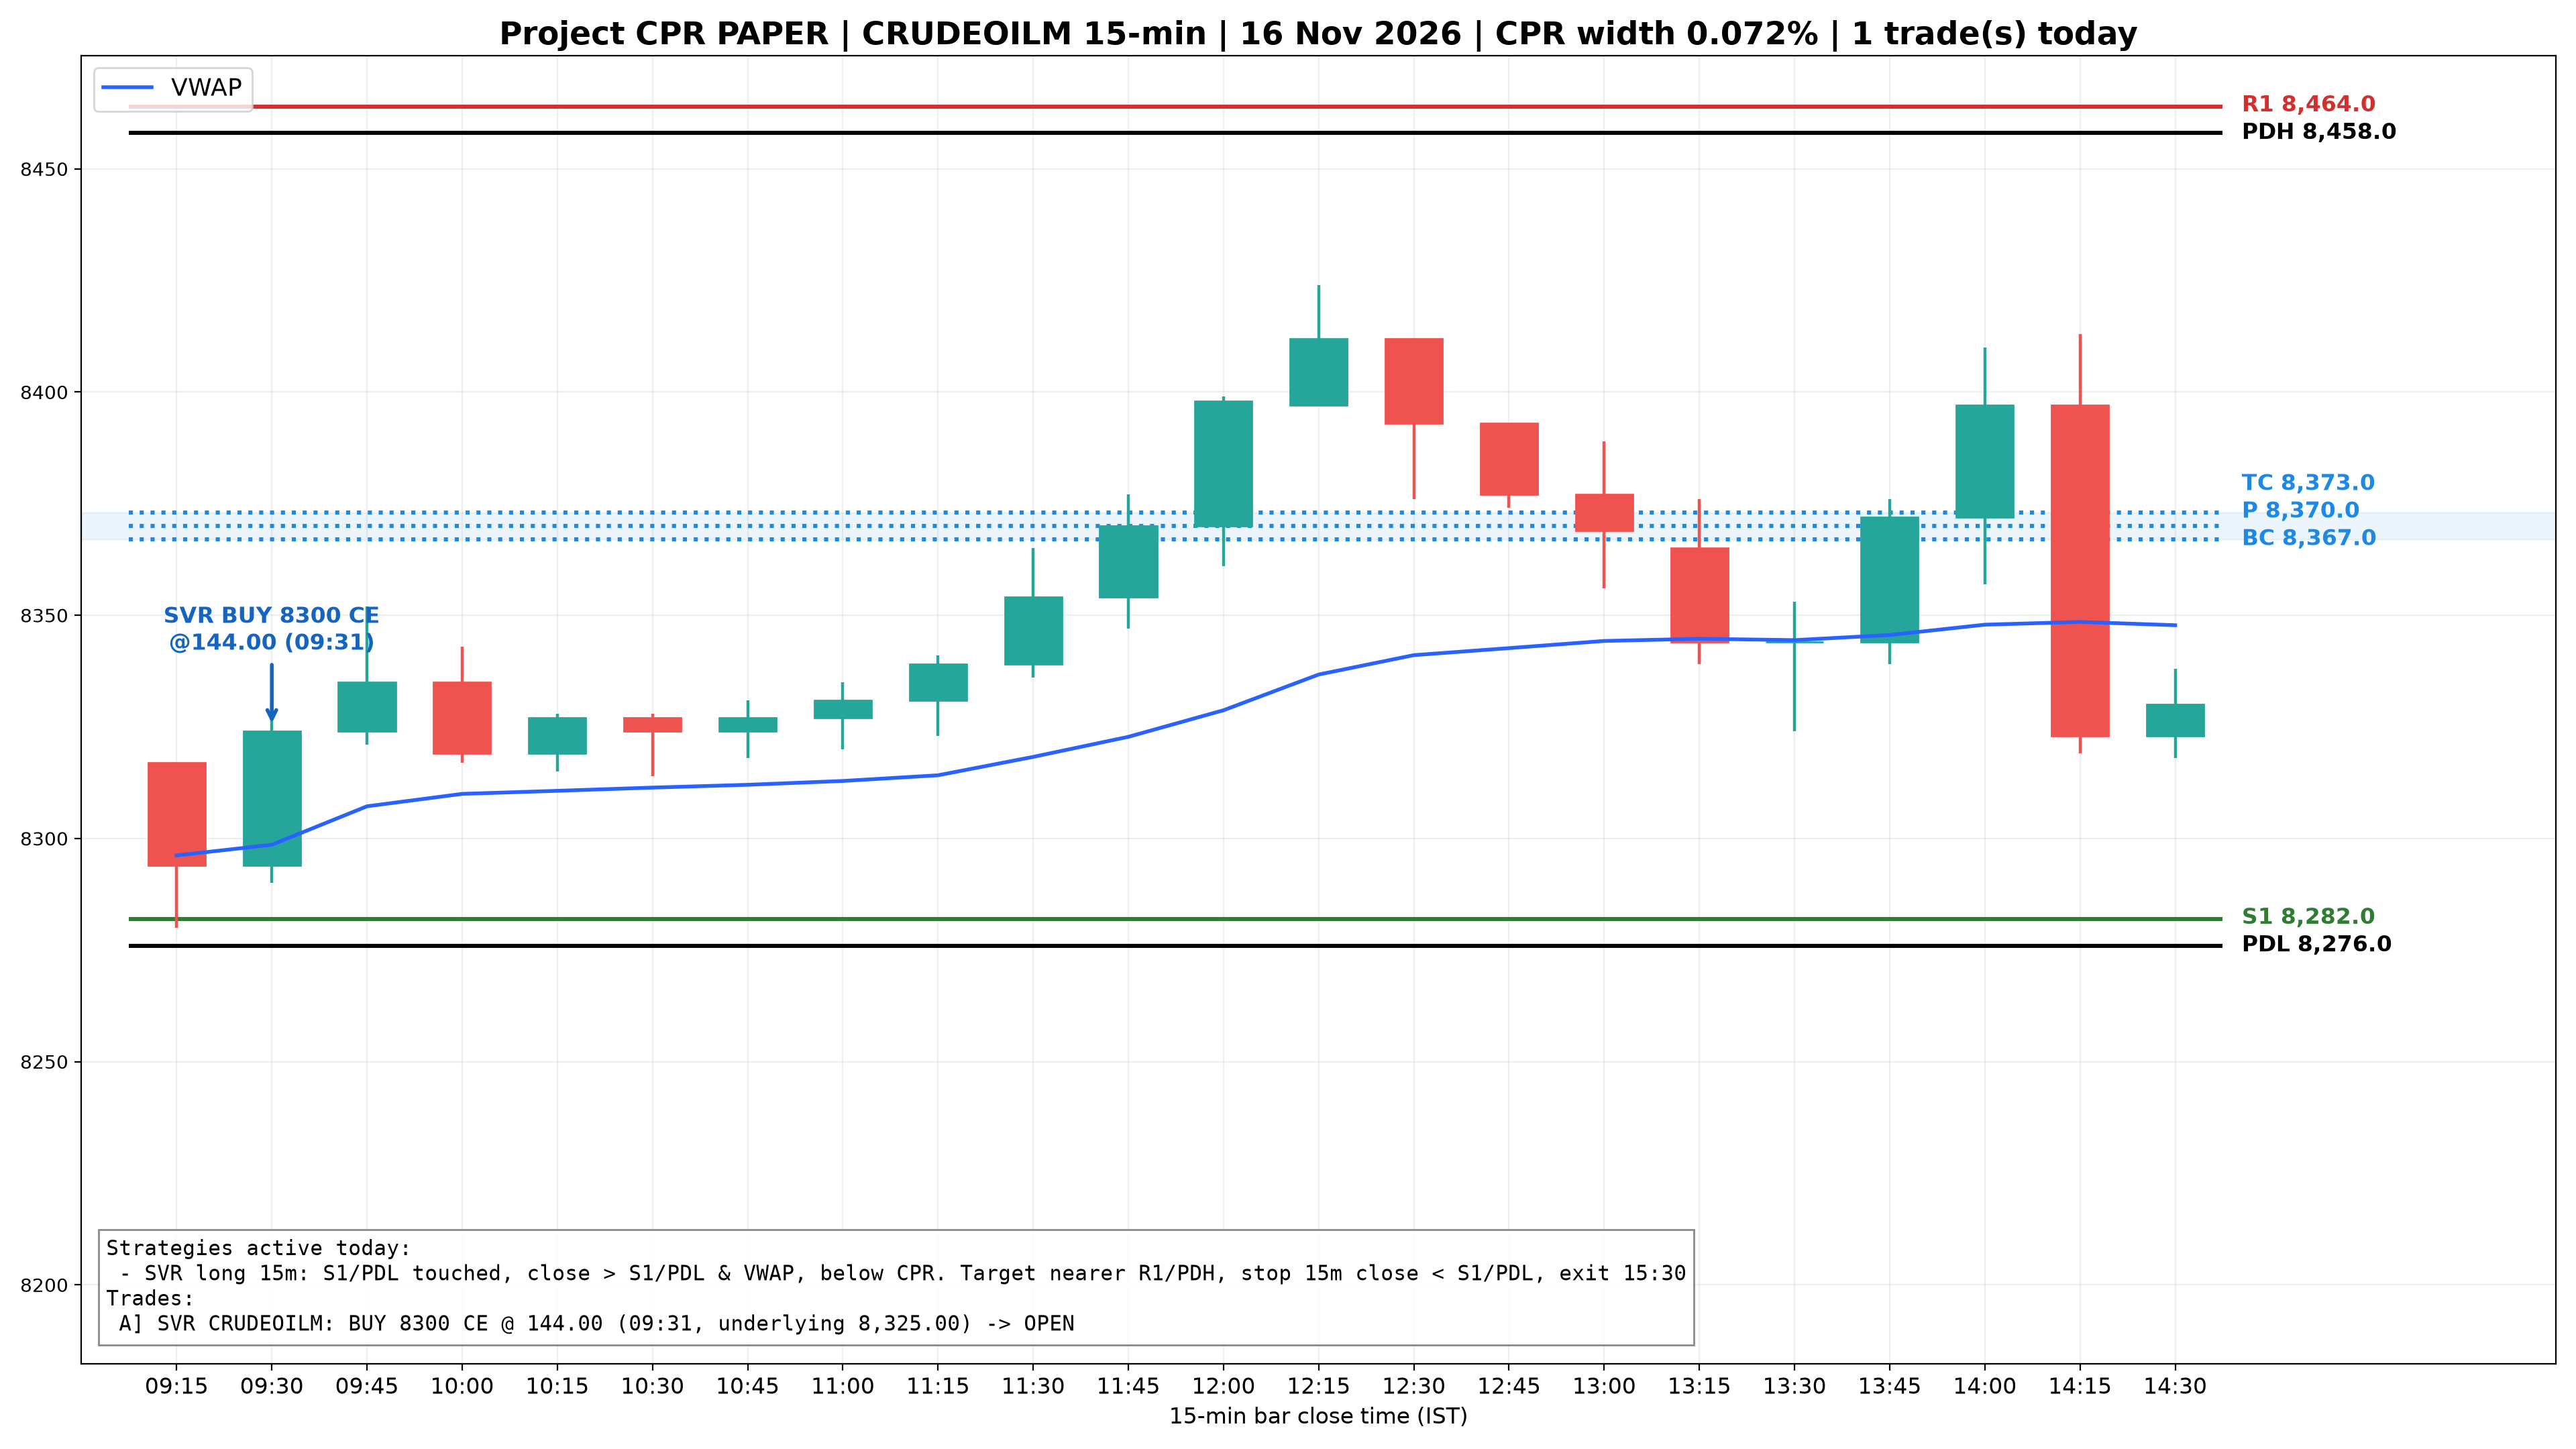 Project CPR PAPER | CRUDEOILM 15-min | 16 Nov 2026 | CPR width 0.072% | 1 trade(s) today
VWAP
R1 8,464.0
PDH 8,458.0
8450
8400
TC 8,373.0
P 8,370.0
BC 8,367.0
8350
SVR BUY 8300 CE
@144.00 (09:31)
8300
S1 8,282.0
PDL 8,276.0
8250
8200
Strategies active today:
- SVR long 15m: S1/PDL touched, close > S1/PDL & VWAP, below CPR. Target nearer R1/PDH, stop 15m close < S1/PDL, exit 15:30
Trades:
A] SVR CRUDEOILM: BUY 8300 CE @ 144.00 (09:31, underlying 8,325.00) -> OPEN
09:15 09:30 09:45 10:00 10:15 10:30 10:45 11:00 11:15 11:30 11:45 12:00 12:15 12:30 12:45 13:00 13:15 13:30 13:45 14:00 14:15 14:30
15-min bar close time (IST)